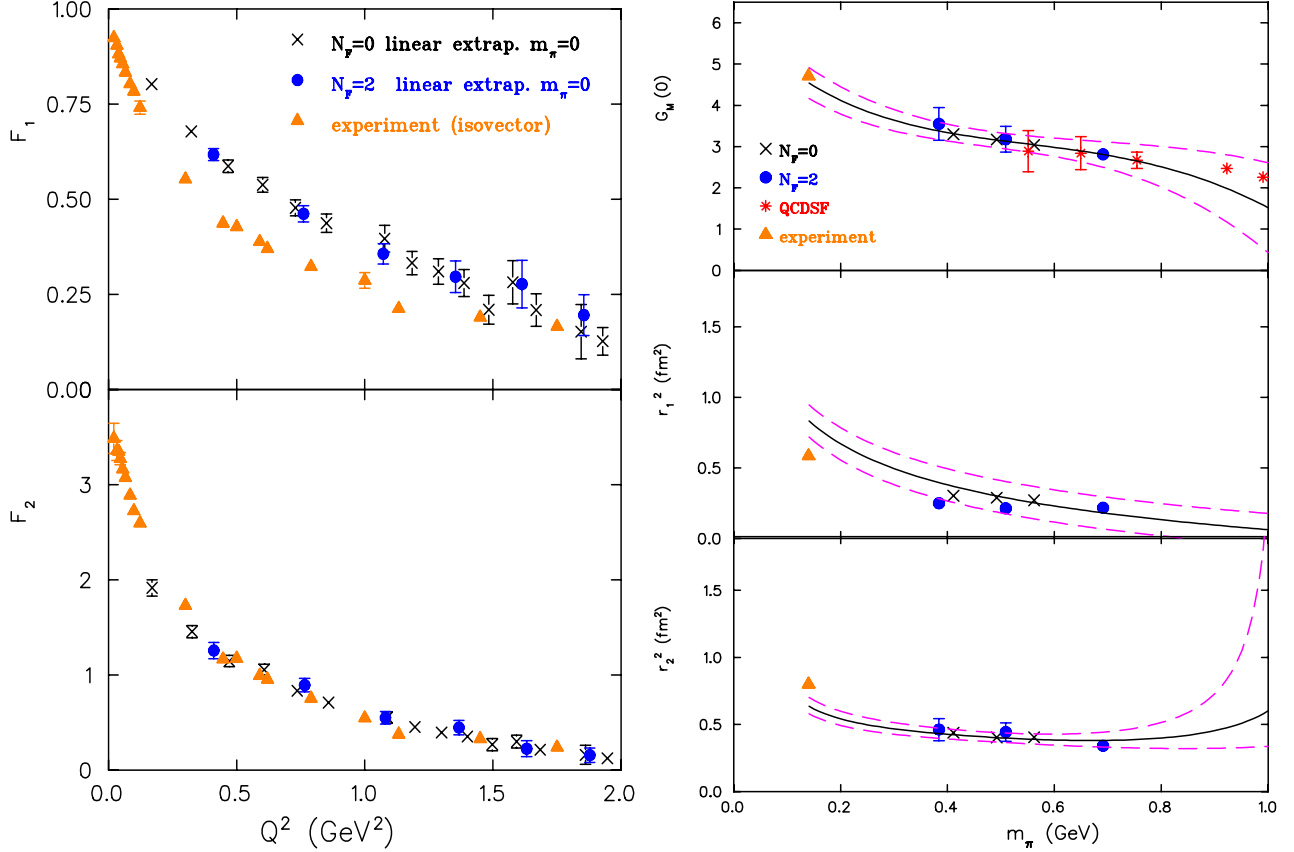 1.00
0.75
0.50
0.25
0.00
F1
N_F=0 linear extrap. m_π=0
N_F=2 linear extrap. m_π=0
experiment (isovector)
3
2
1
0
F2
0.0 0.5 1.0 1.5 2.0
Q² (GeV²)
6
5
4
3
2
1
0
G_M(0)
N_F=0
N_F=2
QCDSF
experiment
1.5
1.0
0.5
0.0
r₁² (fm²)
1.5
1.0
0.5
0.0
r₂² (fm²)
0.0 0.2 0.4 0.6 0.8 1.0
m_π (GeV)